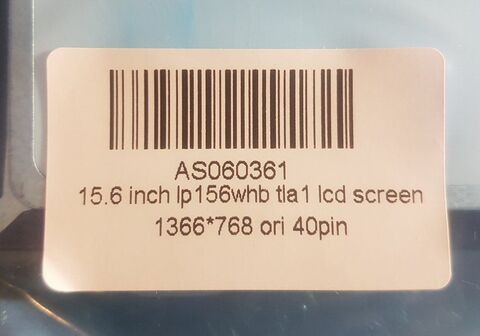 AS060361
15.6 inch lp156whb tla1 lcd screen
1366*768 ori 40pin